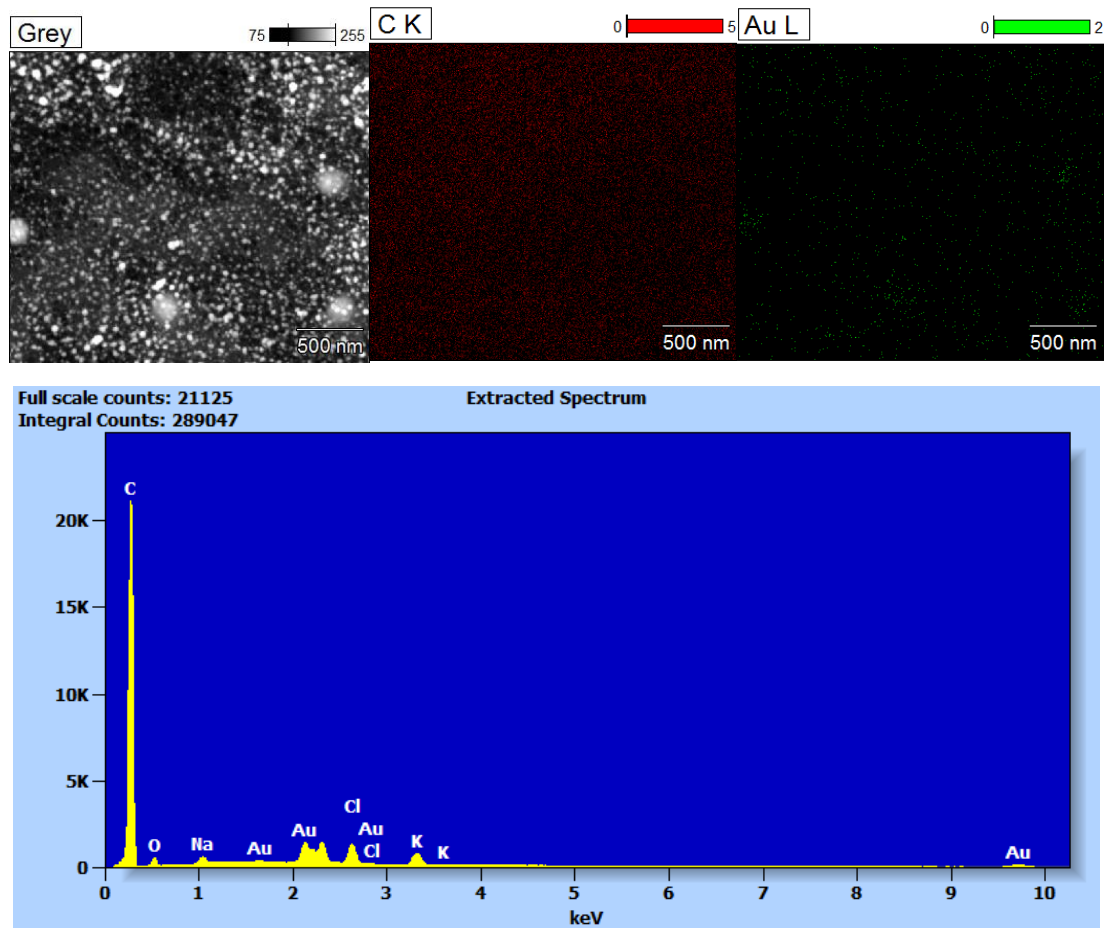 Grey 75 255
C K 0 5
Au L 0 2
500 nm
500 nm
500 nm
Full scale counts: 21125 Extracted Spectrum
Integral Counts: 289047
20K
15K
10K
5K
0
C
O
Na
Au
Au
Cl
Au
Cl
K
K
Au
0 1 2 3 4 5 6 7 8 9 10
keV